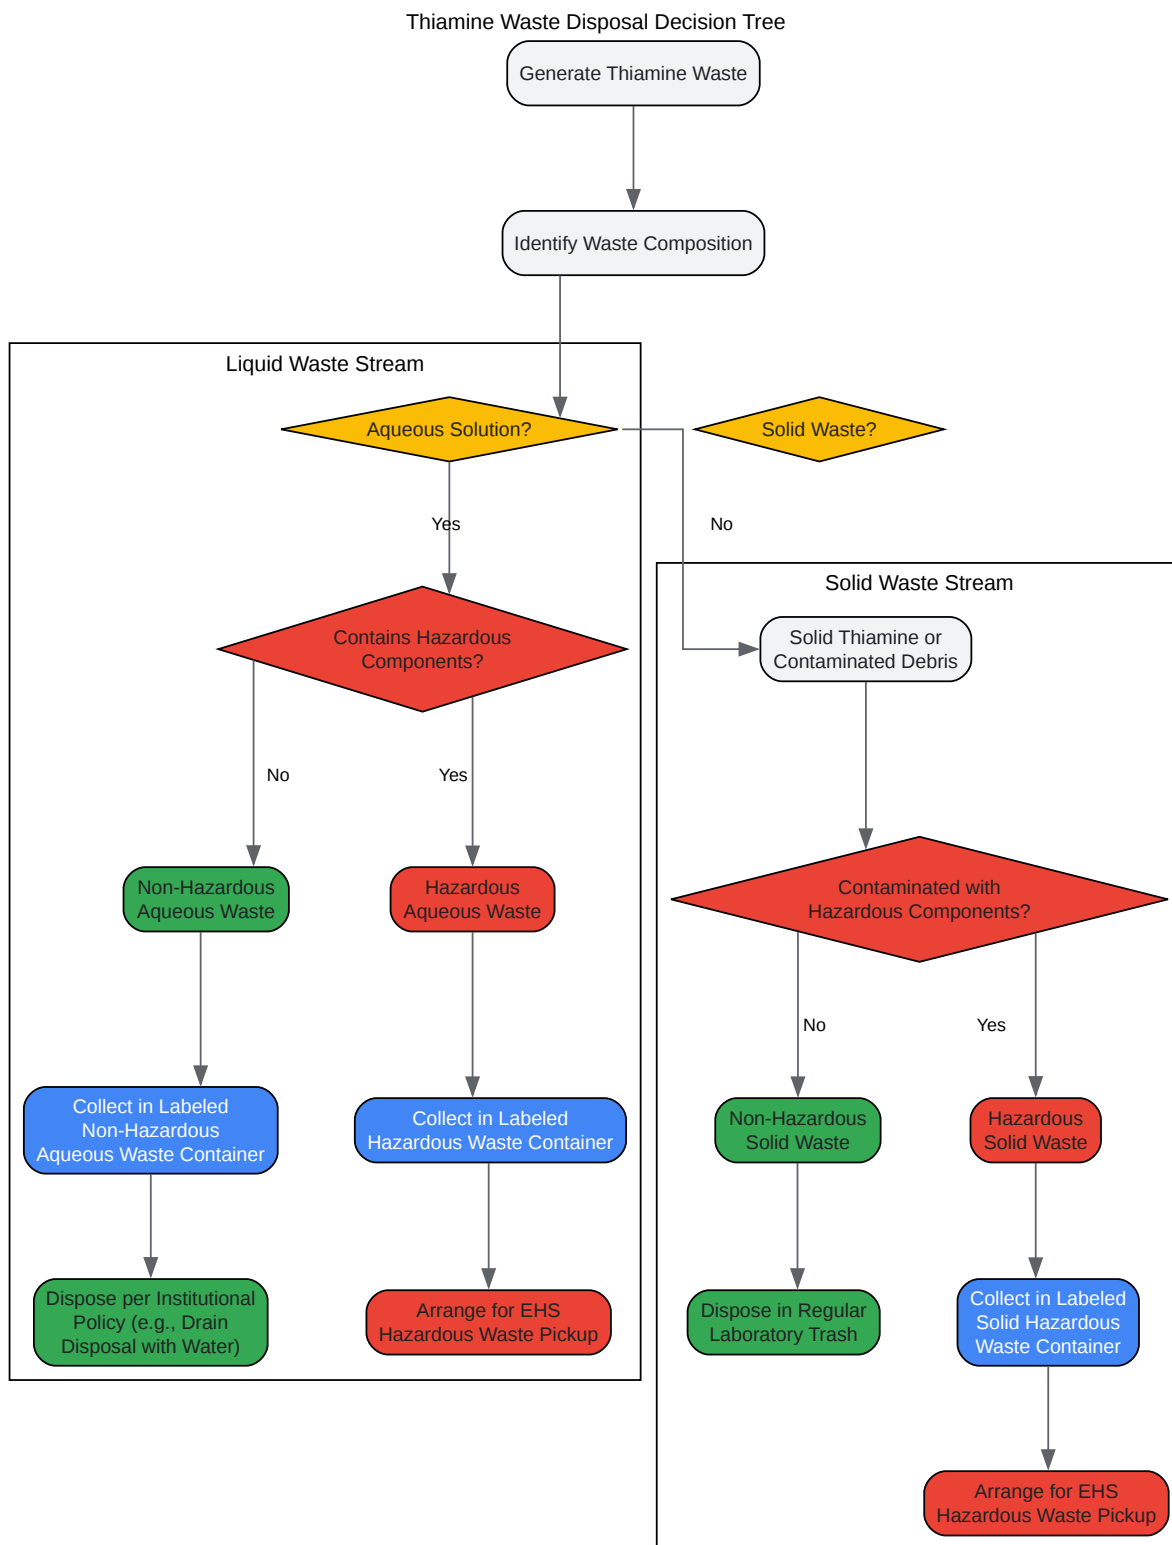 Thiamine Waste Disposal Decision Tree
Generate Thiamine Waste
Identify Waste Composition
Liquid Waste Stream
Aqueous Solution?
Solid Waste?
Yes
No
Solid Waste Stream
Contains Hazardous
Components?
Solid Thiamine or
Contaminated Debris
No
Yes
Non-Hazardous
Aqueous Waste
Hazardous
Aqueous Waste
Contaminated with
Hazardous Components?
No
Yes
Collect in Labeled
Non-Hazardous
Aqueous Waste Container
Collect in Labeled
Hazardous Waste Container
Non-Hazardous
Solid Waste
Hazardous
Solid Waste
Dispose per Institutional
Policy (e.g., Drain
Disposal with Water)
Arrange for EHS
Hazardous Waste Pickup
Dispose in Regular
Laboratory Trash
Collect in Labeled
Solid Hazardous
Waste Container
Arrange for EHS
Hazardous Waste Pickup